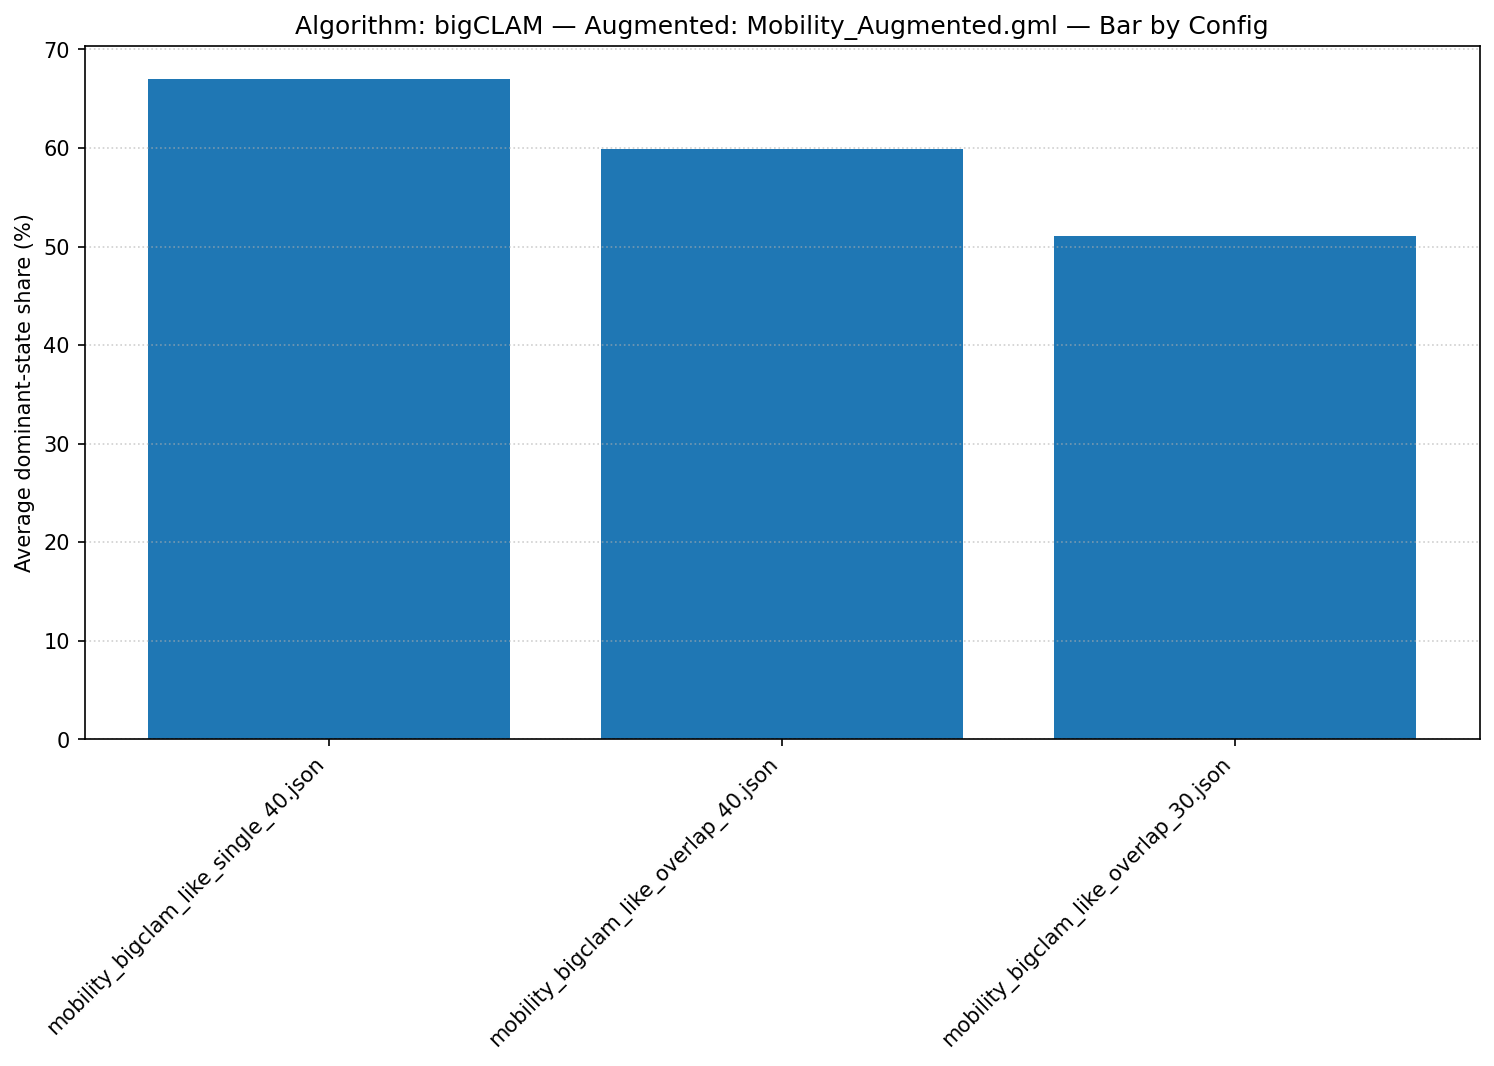 Algorithm: bigCLAM — Augmented: Mobility_Augmented.gml — Bar by Config
Average dominant-state share (%)
70
60
50
40
30
20
10
0
mobility_bigclam_like_single_40.json
mobility_bigclam_like_overlap_40.json
mobility_bigclam_like_overlap_30.json